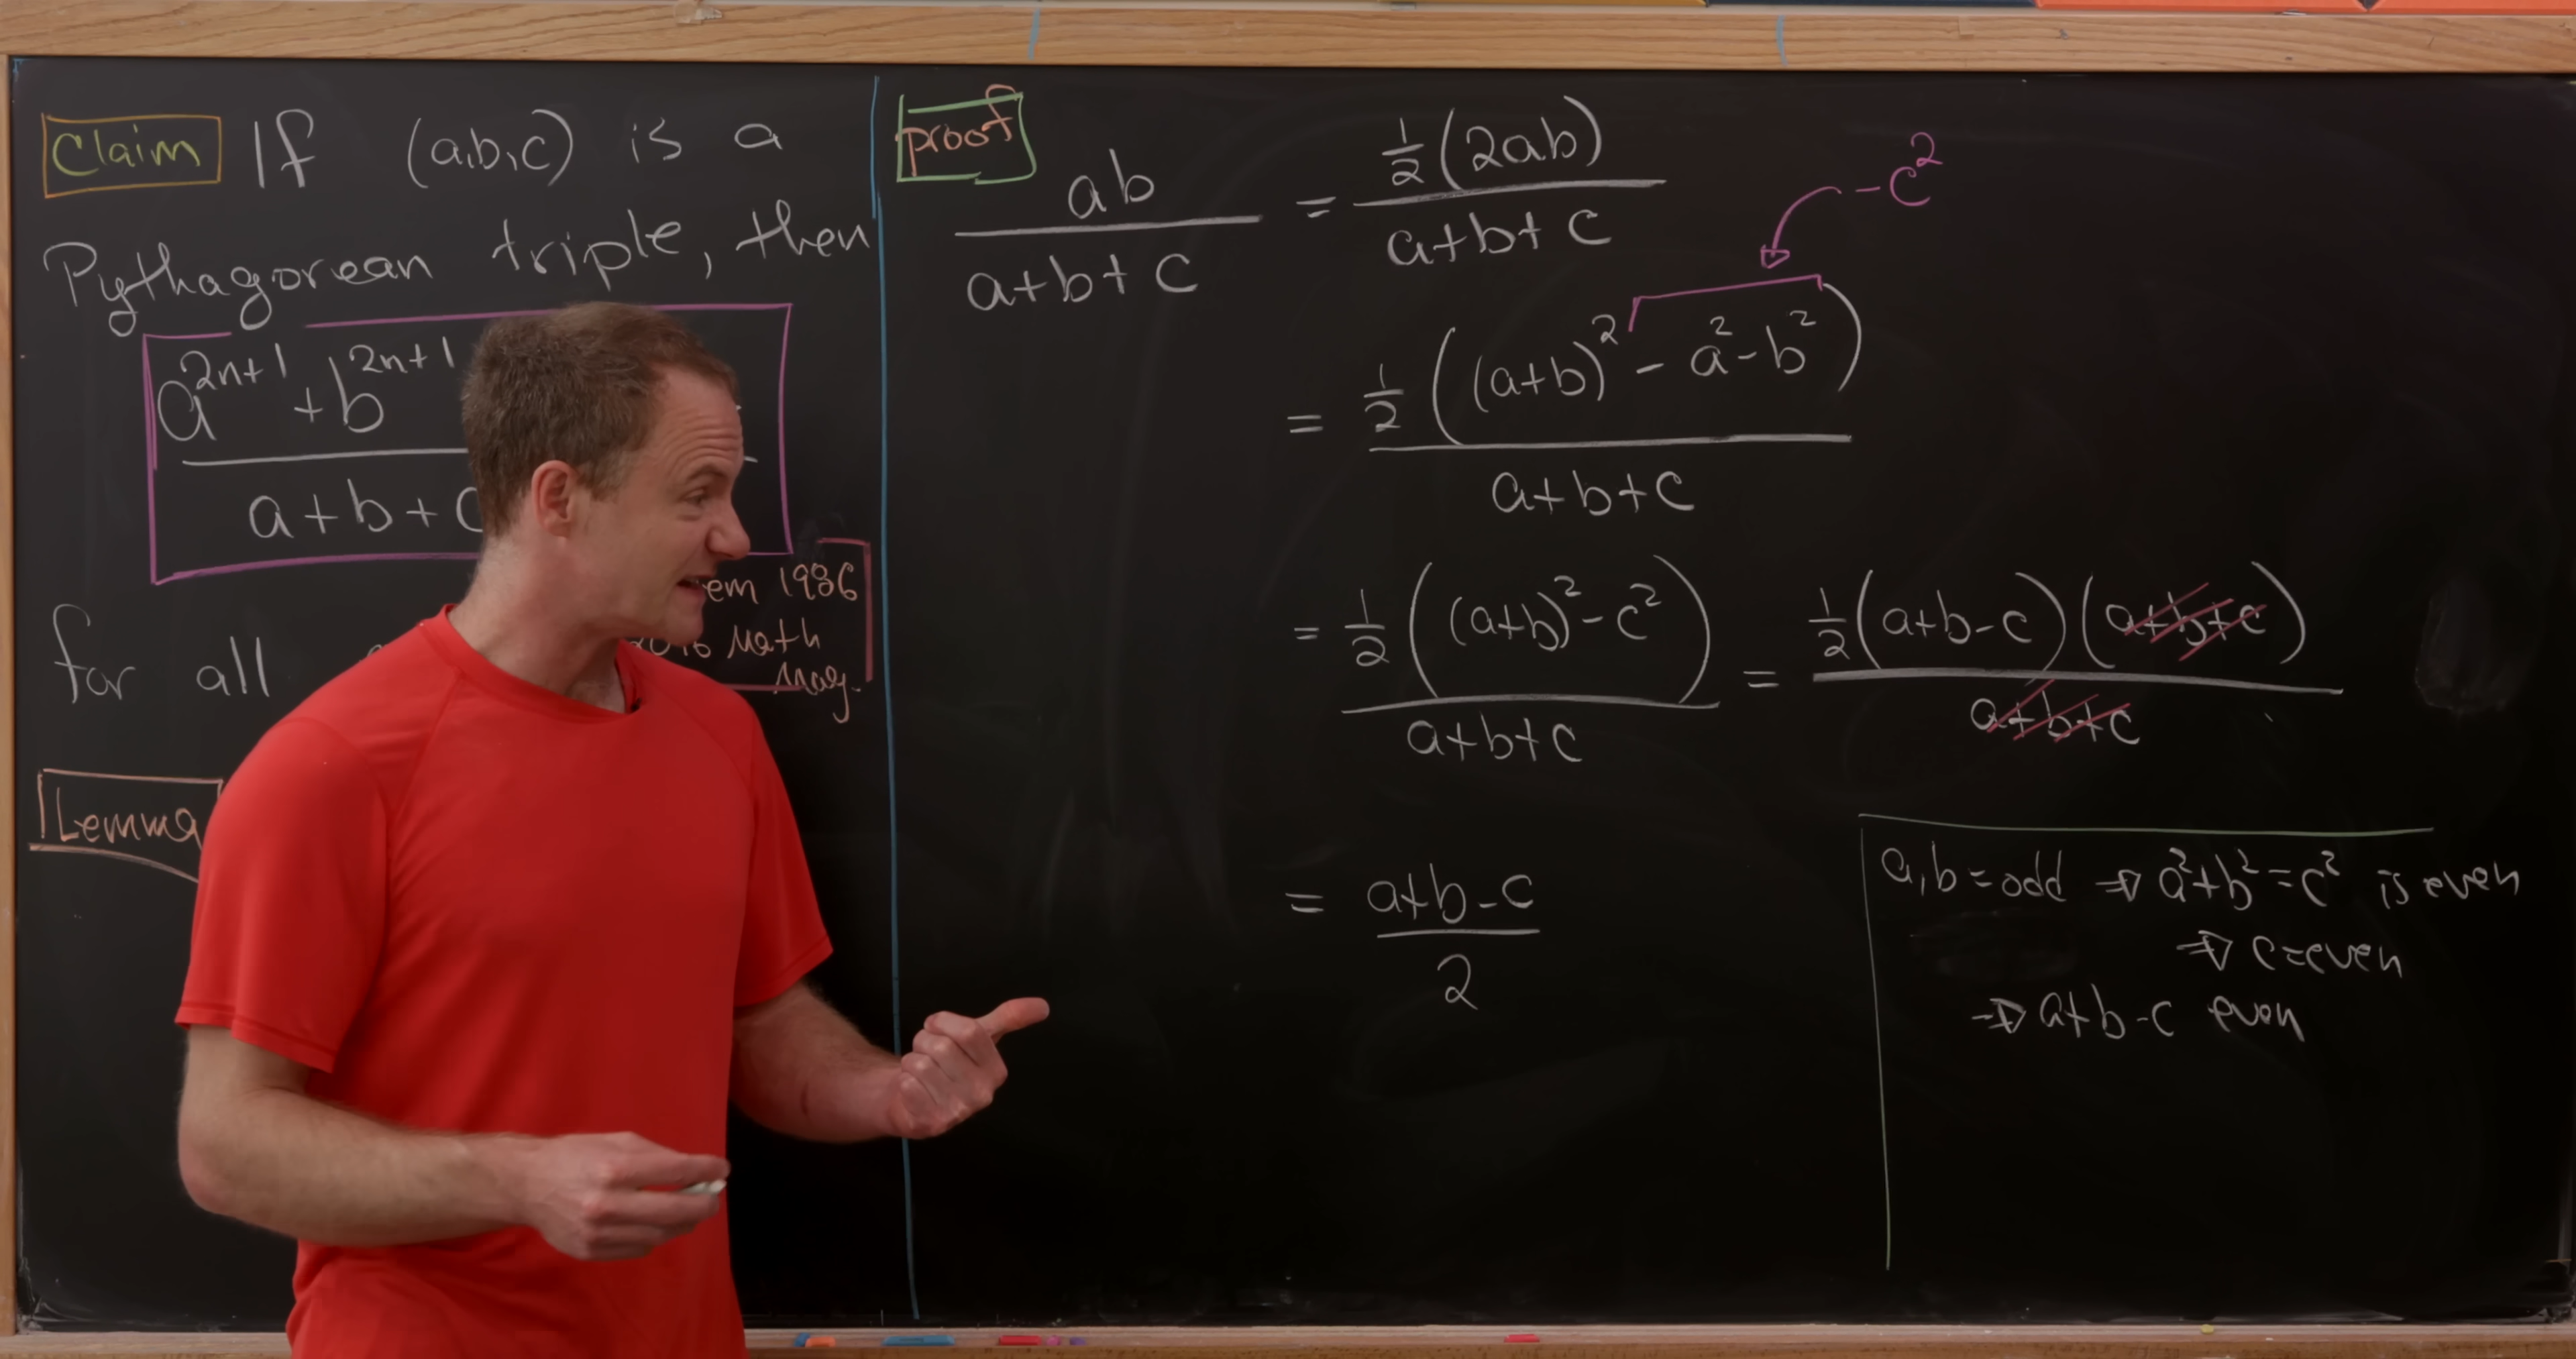 Claim If (a,b,c) is a
Pythagorean triple, then
a^{2n+1} + b^{2n+1}
a+b+c
1986
for all
2016 Math
Mag.
Lemma
proof
ab / (a+b+c) = ½(2ab) / (a+b+c)
-c²
= ½((a+b)² - a² - b²) / (a+b+c)
= ½((a+b)² - c²) / (a+b+c) = ½(a+b-c)(a+b+c) / (a+b+c)
= (a+b-c) / 2
a,b = odd ⇒ a²+b² = c² is even
⇒ c = even
⇒ a+b-c even